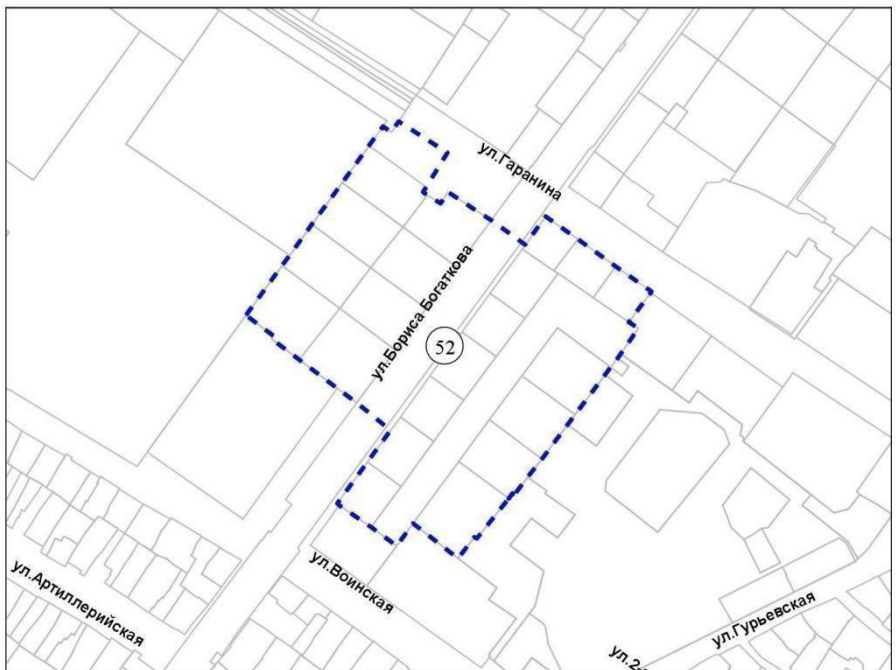 ул.Гаранина
ул.Бориса Богаткова
52
ул.Воинская
ул.Артиллерийская
ул.Гурьевская